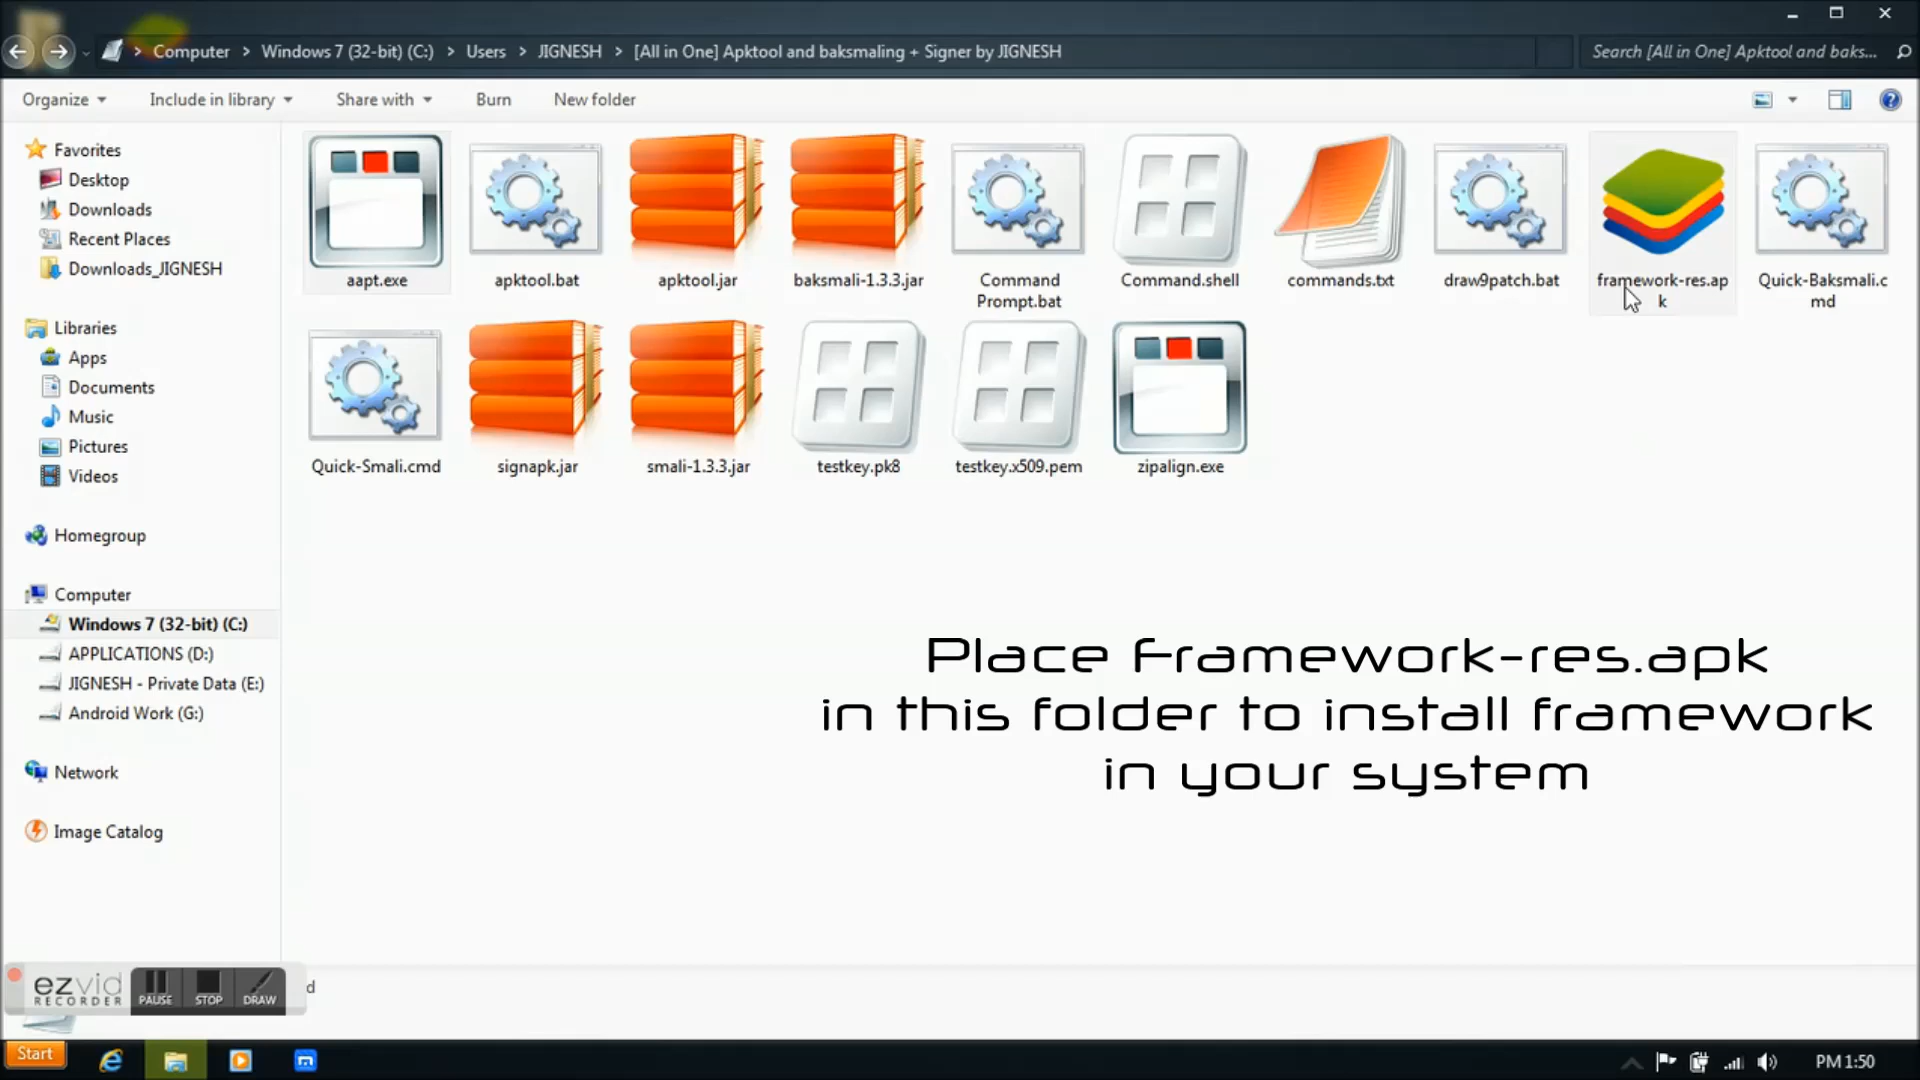 Computer
Windows 7 (32-bit) (C:)
Users
JIGNESH
[All in One] Apktool and baksmaling + Signer by JIGNESH
Search [All in One] Apktool and baks...
Organize
Include in library
Share with
Burn
New folder
Favorites
Desktop
Downloads
Recent Places
Downloads_JIGNESH
Libraries
Apps
Documents
Music
Pictures
Videos
Homegroup
Computer
Windows 7 (32-bit) (C:)
APPLICATIONS (D:)
JIGNESH - Private Data (E:)
Android Work (G:)
Network
Image Catalog
aapt.exe
apktool.bat
apktool.jar
baksmali-1.3.3.jar
Command
Prompt.bat
Command.shell
commands.txt
draw9patch.bat
framework-res.ap
k
Quick-Baksmali.c
md
Quick-Smali.cmd
signapk.jar
smali-1.3.3.jar
testkey.pk8
testkey.x509.pem
zipalign.exe
Place Framework-res.apk
in this folder to install framework
in your system
ezvid
RECORDER
PAUSE
STOP
DRAW
d
Start
PM 1:50